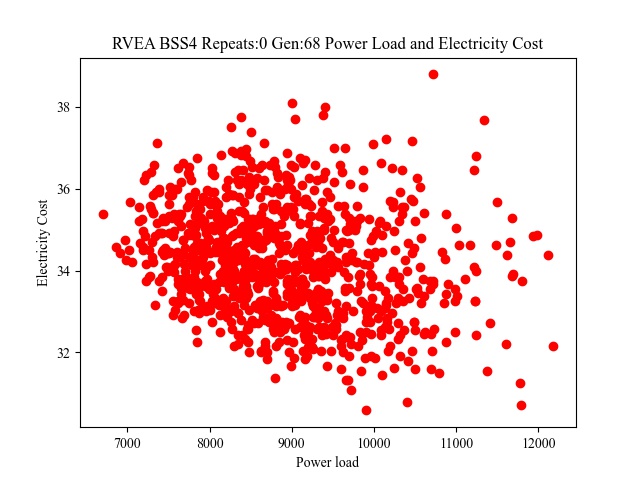 RVEA BSS4 Repeats:0 Gen:68 Power Load and Electricity Cost
38
36
34
32
Electricity Cost
7000 8000 9000 10000 11000 12000
Power load